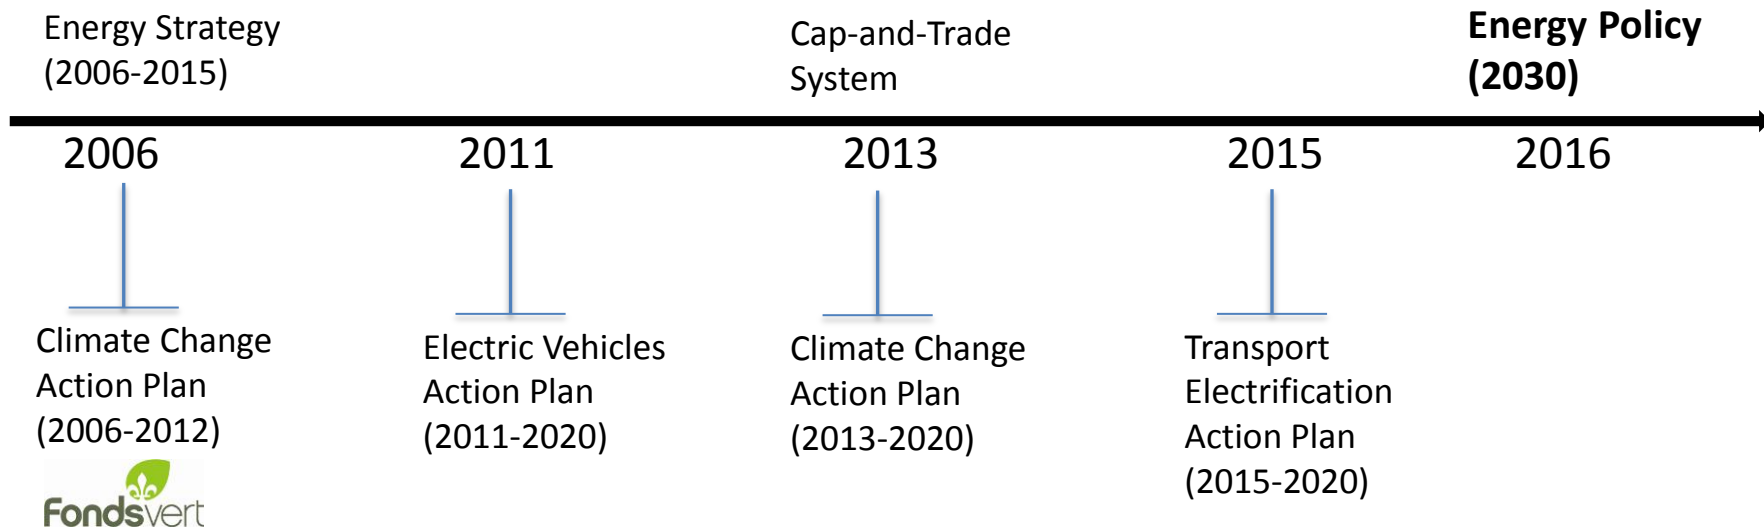 Energy Strategy
(2006-2015)
Cap-and-Trade
System
Energy Policy
(2030)
2006
2011
2013
2015
2016
Climate Change
Action Plan
(2006-2012)
Electric Vehicles
Action Plan
(2011-2020)
Climate Change
Action Plan
(2013-2020)
Transport
Electrification
Action Plan
(2015-2020)
Fondsvert